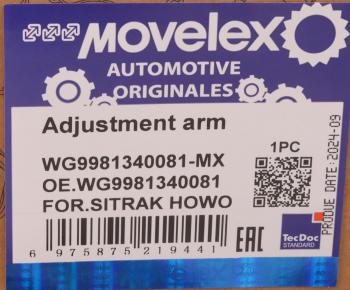 Movelex
AUTOMOTIVE
ORIGINALES
Adjustment arm
WG9981340081-MX
1PC
OE.WG9981340081
FOR.SITRAK HOWO
6 975875 219441
EAC
TecDoc
STANDARD
PRODUE DATE:2024-09